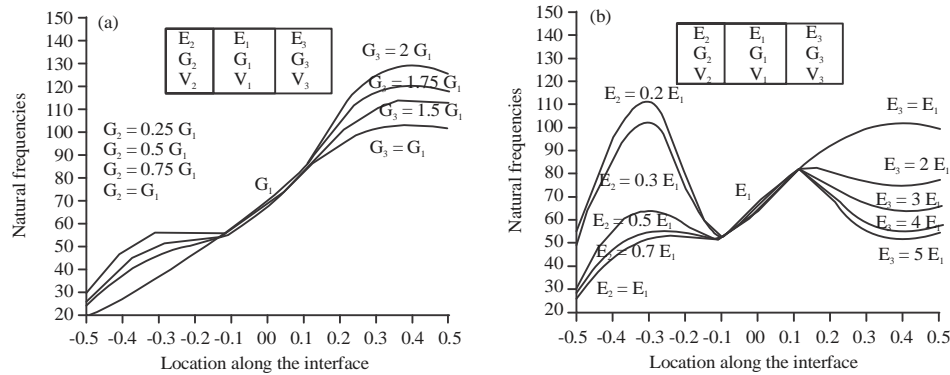 (a)
E₂ E₁ E₃
G₂ G₁ G₃
V₂ V₁ V₃
G₃ = 2 G₁
G₂ = 1.75 G₁
G₃ = 1.5 G₁
G₃ = G₁
G₂ = 0.25 G₁
G₂ = 0.5 G₁
G₂ = 0.75 G₁
G₂ = G₁
G₁
Natural frequencies
150
140
130
120
110
100
90
80
70
60
50
40
30
20
-0.5 -0.4 -0.3 -0.2 -0.1 00 0.1 0.2 0.3 0.4 0.5
Location along the interface
(b)
E₂ E₁ E₃
G₂ G₁ G₃
V₂ V₁ V₃
E₂ = 0.2 E₁
E₂ = 0.3 E₁
E₂ = 0.5 E₁
E₂ = 0.7 E₁
E₂ = E₁
E₁
E₃ = E₁
E₃ = 2 E₁
E₃ = 3 E₁
E₃ = 4 E₁
E₃ = 5 E₁
Natural frequencies
150
140
130
120
110
100
90
80
70
60
50
40
30
20
-0.5 -0.4 -0.3 -0.2 -0.1 0.0 0.1 0.2 0.3 0.4 0.5
Location along the interface